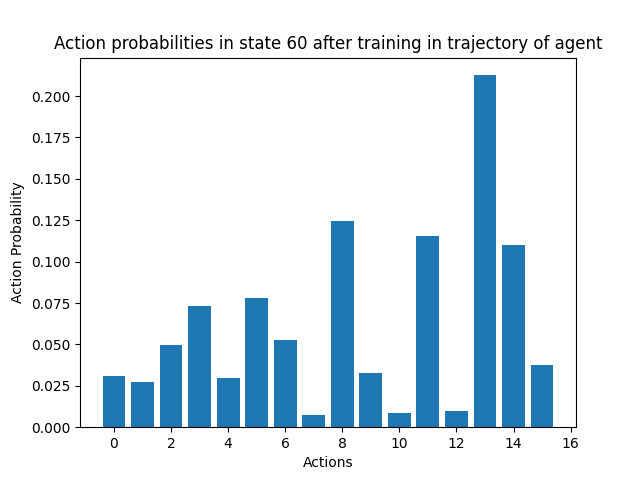 Action probabilities in state 60 after training in trajectory of agent
0.200
0.175
0.150
0.125
0.100
0.075
0.050
0.025
0.000
Action Probability
0 2 4 6 8 10 12 14 16
Actions